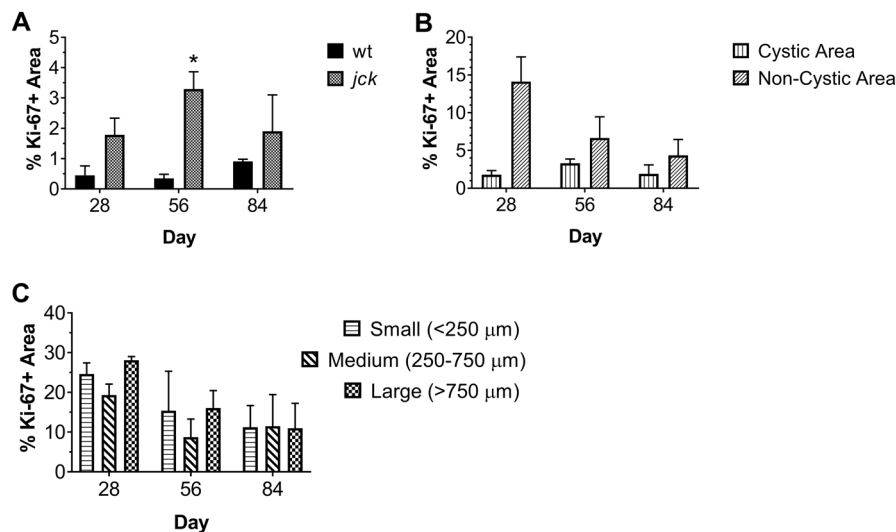 A
% Ki-67+ Area
5
4
3
2
1
0
*
28 56 84
Day
wt
jck
B
% Ki-67+ Area
20
15
10
5
0
28 56 84
Day
Cystic Area
Non-Cystic Area
C
% Ki-67+ Area
40
30
20
10
0
28 56 84
Day
Small (<250 μm)
Medium (250-750 μm)
Large (>750 μm)